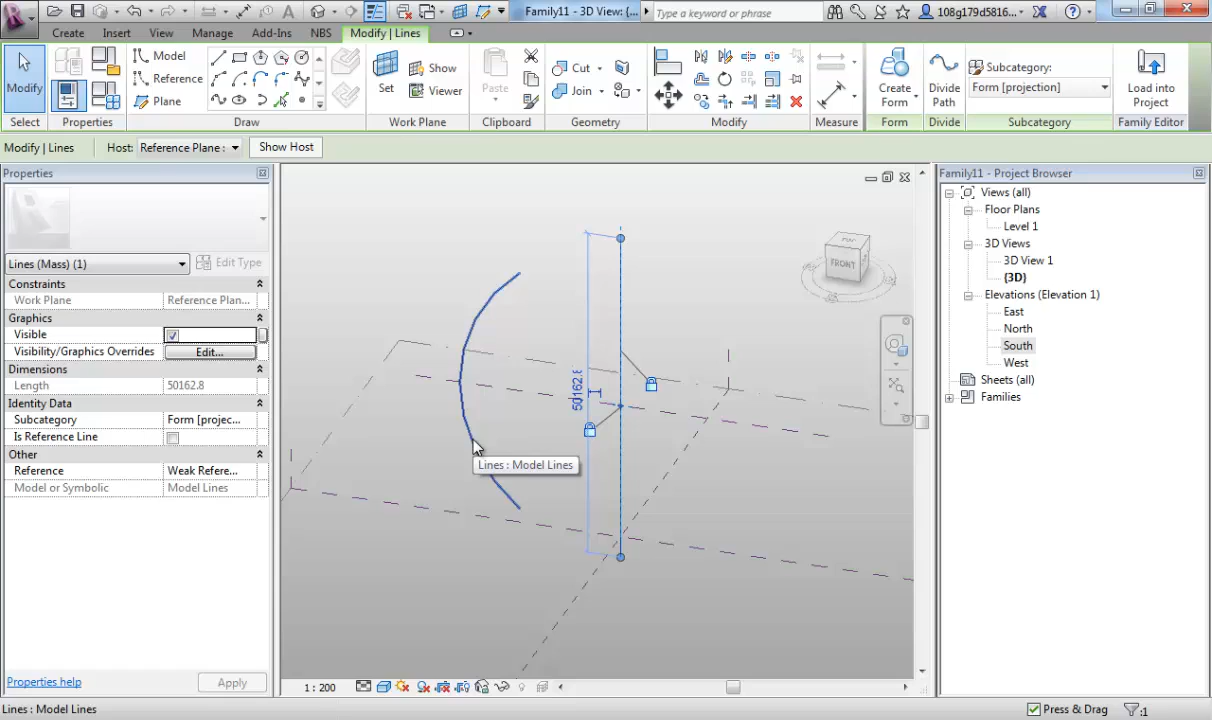 Family11 - 3D View: {...
Type a keyword or phrase
108g179d5816...
Create Insert View Manage Add-Ins NBS Modify | Lines
Modify
Select
Properties
Model
Reference
Plane
Draw
Set
Show
Viewer
Work Plane
Paste
Clipboard
Cut
Join
Geometry
Modify
Measure
Create
Form
Form
Divide
Path
Divide
Subcategory:
Form [projection]
Subcategory
Load into
Project
Family Editor
Modify | Lines Host: Reference Plane : Show Host
Properties
Lines (Mass) (1) Edit Type
Constraints
Work Plane Reference Plan...
Graphics
Visible
Visibility/Graphics Overrides Edit...
Dimensions
Length 50162.8
Identity Data
Subcategory Form [projec...
Is Reference Line
Other
Reference Weak Refere...
Model or Symbolic Model Lines
Properties help Apply
50162.8
Lines : Model Lines
FRONT
1 : 200
Family11 - Project Browser
Views (all)
Floor Plans
Level 1
3D Views
3D View 1
{3D}
Elevations (Elevation 1)
East
North
South
West
Sheets (all)
Families
Lines : Model Lines
Press & Drag
:1